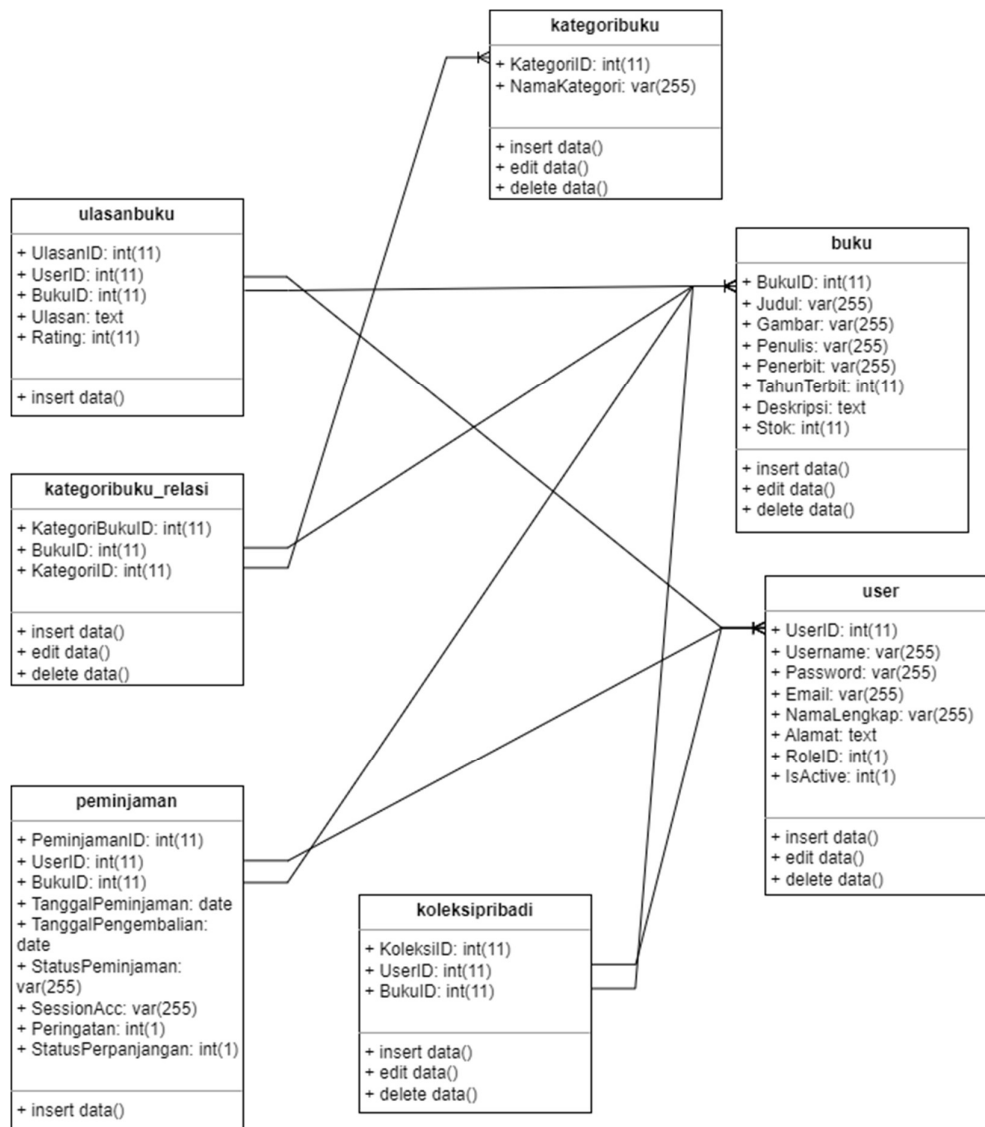 kategoribuku
+ KategoriID: int(11)
+ NamaKategori: var(255)
+ insert data()
+ edit data()
+ delete data()
ulasanbuku
+ UlasanID: int(11)
+ UserID: int(11)
+ BukuID: int(11)
+ Ulasan: text
+ Rating: int(11)
+ insert data()
buku
+ BukuID: int(11)
+ Judul: var(255)
+ Gambar: var(255)
+ Penulis: var(255)
+ Penerbit: var(255)
+ TahunTerbit: int(11)
+ Deskripsi: text
+ Stok: int(11)
+ insert data()
+ edit data()
+ delete data()
kategoribuku_relasi
+ KategoriBukuID: int(11)
+ BukuID: int(11)
+ KategoriID: int(11)
+ insert data()
+ edit data()
+ delete data()
user
+ UserID: int(11)
+ Username: var(255)
+ Password: var(255)
+ Email: var(255)
+ NamaLengkap: var(255)
+ Alamat: text
+ RoleID: int(1)
+ IsActive: int(1)
+ insert data()
+ edit data()
+ delete data()
peminjaman
+ PeminjamanID: int(11)
+ UserID: int(11)
+ BukuID: int(11)
+ TanggalPeminjaman: date
+ TanggalPengembalian:
date
+ StatusPeminjaman:
var(255)
+ SessionAcc: var(255)
+ Peringatan: int(1)
+ StatusPerpanjangan: int(1)
+ insert data()
koleksipribadi
+ KoleksiID: int(11)
+ UserID: int(11)
+ BukuID: int(11)
+ insert data()
+ edit data()
+ delete data()